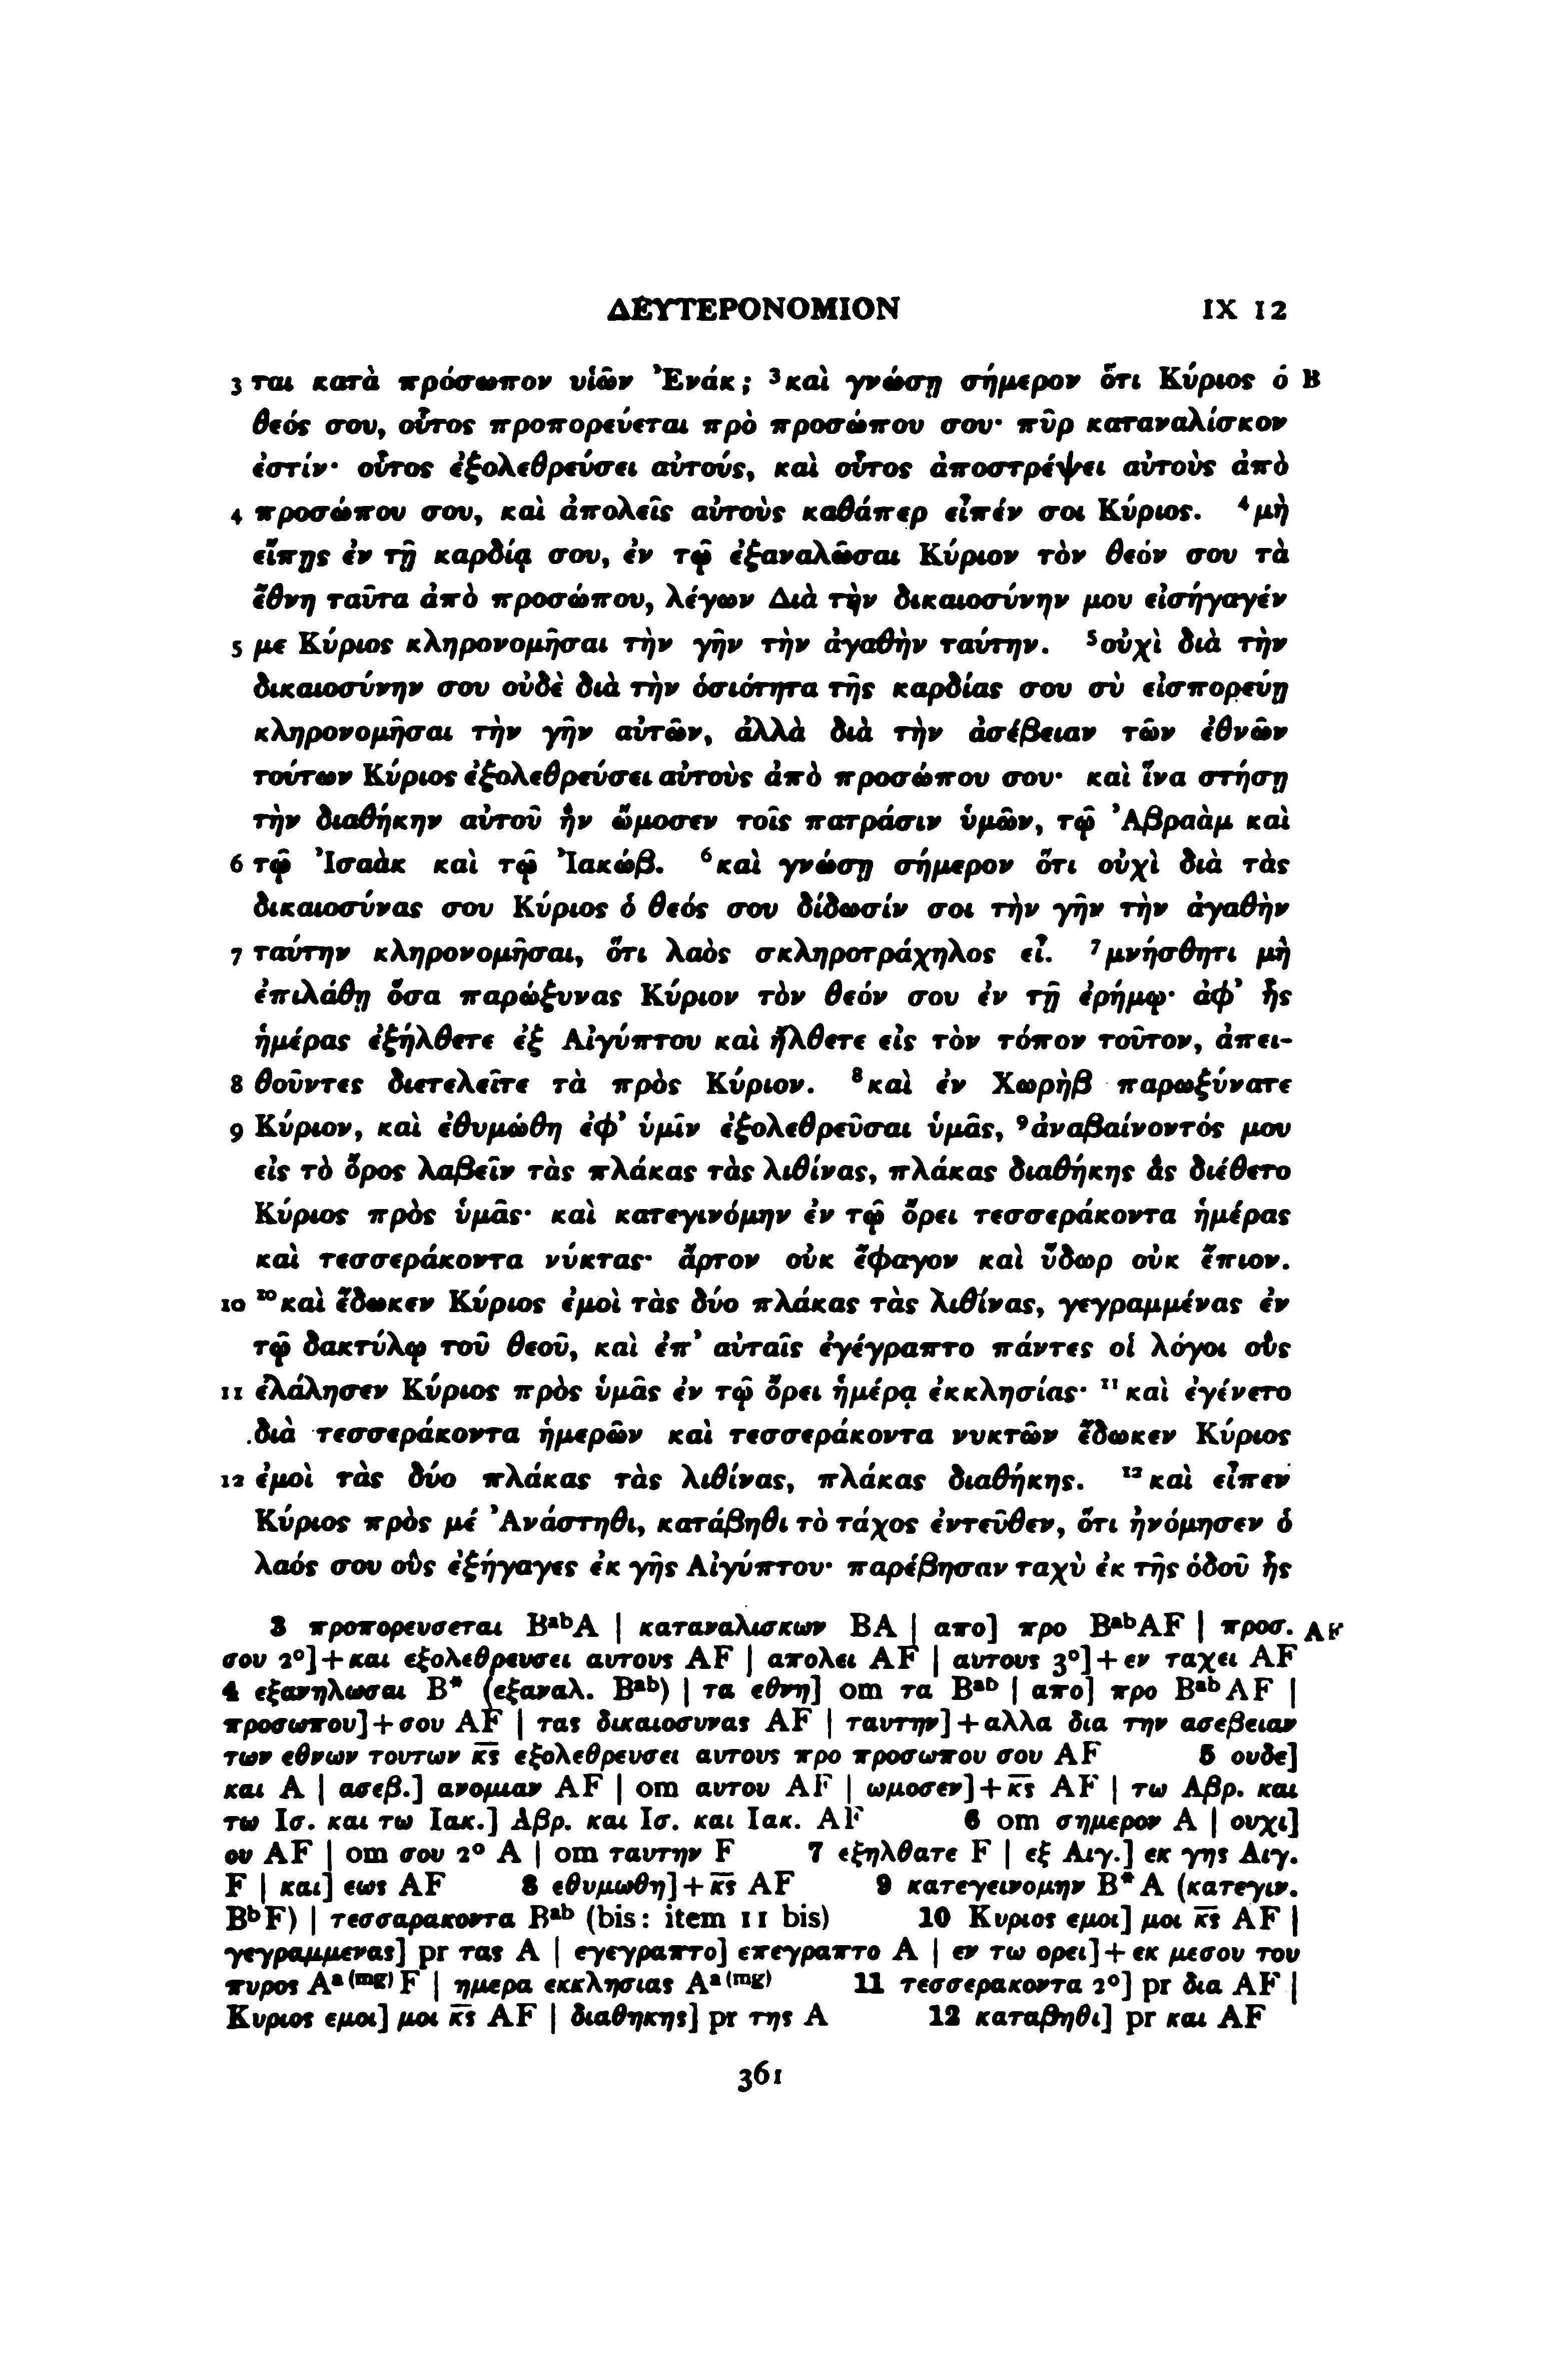 ΔΕΥΤΕΡΟΝΟΜΙΟΝ IX 12
3 ται κατὰ πρόσωπον υἱῶν Ἐνάκ; ³καὶ γνώσῃ σήμερον ὅτι Κύριος ὁ B
θεός σου, οὗτος προπορεύεται πρὸ προσώπου σου· πῦρ καταναλίσκον
ἐστίν· οὗτος ἐξολεθρεύσει αὐτούς, καὶ οὗτος ἀποστρέψει αὐτοὺς ἀπὸ
4 προσώπου σου, καὶ ἀπολεῖς αὐτοὺς καθάπερ εἶπέν σοι Κύριος. ⁴μὴ
εἴπῃς ἐν τῇ καρδίᾳ σου, ἐν τῷ ἐξαναλῶσαι Κύριον τὸν θεόν σου τὰ
ἔθνη ταῦτα ἀπὸ προσώπου, λέγων Διὰ τὴν δικαιοσύνην μου εἰσήγαγέν
5 με Κύριος κληρονομῆσαι τὴν γῆν τὴν ἀγαθὴν ταύτην. ⁵οὐχὶ διὰ τὴν
δικαιοσύνην σου οὐδὲ διὰ τὴν ὁσιότητα τῆς καρδίας σου σὺ εἰσπορεύῃ
κληρονομῆσαι τὴν γῆν αὐτῶν, ἀλλὰ διὰ τὴν ἀσέβειαν τῶν ἐθνῶν
τούτων Κύριος ἐξολεθρεύσει αὐτοὺς ἀπὸ προσώπου σου· καὶ ἵνα στήσῃ
τὴν διαθήκην αὐτοῦ ἣν ὤμοσεν τοῖς πατράσιν ὑμῶν, τῷ Ἀβραὰμ καὶ
6 τῷ Ἰσαὰκ καὶ τῷ Ἰακώβ. ⁶καὶ γνώσῃ σήμερον ὅτι οὐχὶ διὰ τὰς
δικαιοσύνας σου Κύριος ὁ θεός σου δίδωσίν σοι τὴν γῆν τὴν ἀγαθὴν
7 ταύτην κληρονομῆσαι, ὅτι λαὸς σκληροτράχηλος εἶ. ⁷μνήσθητι μὴ
ἐπιλάθῃ ὅσα παρώξυνας Κύριον τὸν θεόν σου ἐν τῇ ἐρήμῳ· ἀφ᾽ ἧς
ἡμέρας ἐξήλθετε ἐξ Αἰγύπτου καὶ ἤλθετε εἰς τὸν τόπον τοῦτον, ἀπει-
8 θοῦντες διετελεῖτε τὰ πρὸς Κύριον. ⁸καὶ ἐν Χωρὴβ παρωξύνατε
9 Κύριον, καὶ ἐθυμώθη ἐφ᾽ ὑμῖν ἐξολεθρεῦσαι ὑμᾶς, ⁹ἀναβαίνοντός μου
εἰς τὸ ὄρος λαβεῖν τὰς πλάκας τὰς λιθίνας, πλάκας διαθήκης ἃς διέθετο
Κύριος πρὸς ὑμᾶς· καὶ κατεγινόμην ἐν τῷ ὄρει τεσσεράκοντα ἡμέρας
καὶ τεσσεράκοντα νύκτας· ἄρτον οὐκ ἔφαγον καὶ ὕδωρ οὐκ ἔπιον.
10 ¹⁰καὶ ἔδωκεν Κύριος ἐμοὶ τὰς δύο πλάκας τὰς λιθίνας, γεγραμμένας ἐν
τῷ δακτύλῳ τοῦ θεοῦ, καὶ ἐπ᾽ αὐταῖς ἐγέγραπτο πάντες οἱ λόγοι οὓς
11 ἐλάλησεν Κύριος πρὸς ὑμᾶς ἐν τῷ ὄρει ἡμέρᾳ ἐκκλησίας· ¹¹καὶ ἐγένετο
διὰ τεσσεράκοντα ἡμερῶν καὶ τεσσεράκοντα νυκτῶν ἔδωκεν Κύριος
12 ἐμοὶ τὰς δύο πλάκας τὰς λιθίνας, πλάκας διαθήκης. ¹²καὶ εἶπεν
Κύριος πρὸς μέ Ἀνάστηθι, κατάβηθι τὸ τάχος ἐντεῦθεν, ὅτι ἠνόμησεν ὁ
λαός σου οὓς ἐξήγαγες ἐκ γῆς Αἰγύπτου· παρέβησαν ταχὺ ἐκ τῆς ὁδοῦ ἧς
3 προπορευσεται BᵃᵇA | καταναλισκων BA | απο] προ BᵃᵇAF | προσ. AF
σου 2°]+και εξολεθρευσει αυτους AF | απολει AF | αυτους 3°]+εν ταχει AF
4 εξανηλωσαι B* (εξαναλ. Bᵃᵇ) | τα εθνη] om τα Bᵃᵇ | απο] προ BᵃᵇAF |
προσωπου]+σου AF | τας δικαιοσυνας AF | ταυτην]+αλλα δια την ασεβειαν
των εθνων τουτων κ̅ς̅ εξολεθρευσει αυτους προ προσωπου σου AF 5 ουδε]
και A | ασεβ.] ανομιαν AF | om αυτου AF | ωμοσεν]+κ̅ς̅ AF | τω Αβρ. και
τω Ισ. και τω Ιακ.] Αβρ. και Ισ. και Ιακ. AF 6 om σημερον A | ουχι]
ου AF | om σου 2° A | om ταυτην F 7 εξηλθατε F | εξ Αιγ.] εκ γης Αιγ.
F | και] εως AF 8 εθυμωθη]+κ̅ς̅ AF 9 κατεγεινομην B*A (κατεγιν.
BᵇF) | τεσσαρακοντα Bᵃᵇ (bis: item 11 bis) 10 Κυριος εμοι] μοι κ̅ς̅ AF |
γεγραμμενας] pr τας A | εγεγραπτο] επεγραπτο A | εν τω ορει]+εκ μεσου του
πυρος Aᵃ⁽ᵐᵍ⁾F | ημερα εκκλησιας Aᵃ⁽ᵐᵍ⁾ 11 τεσσερακοντα 2°] pr δια AF |
Κυριος εμοι] μοι κ̅ς̅ AF | διαθηκης] pr της A 12 καταβηθι] pr και AF
361